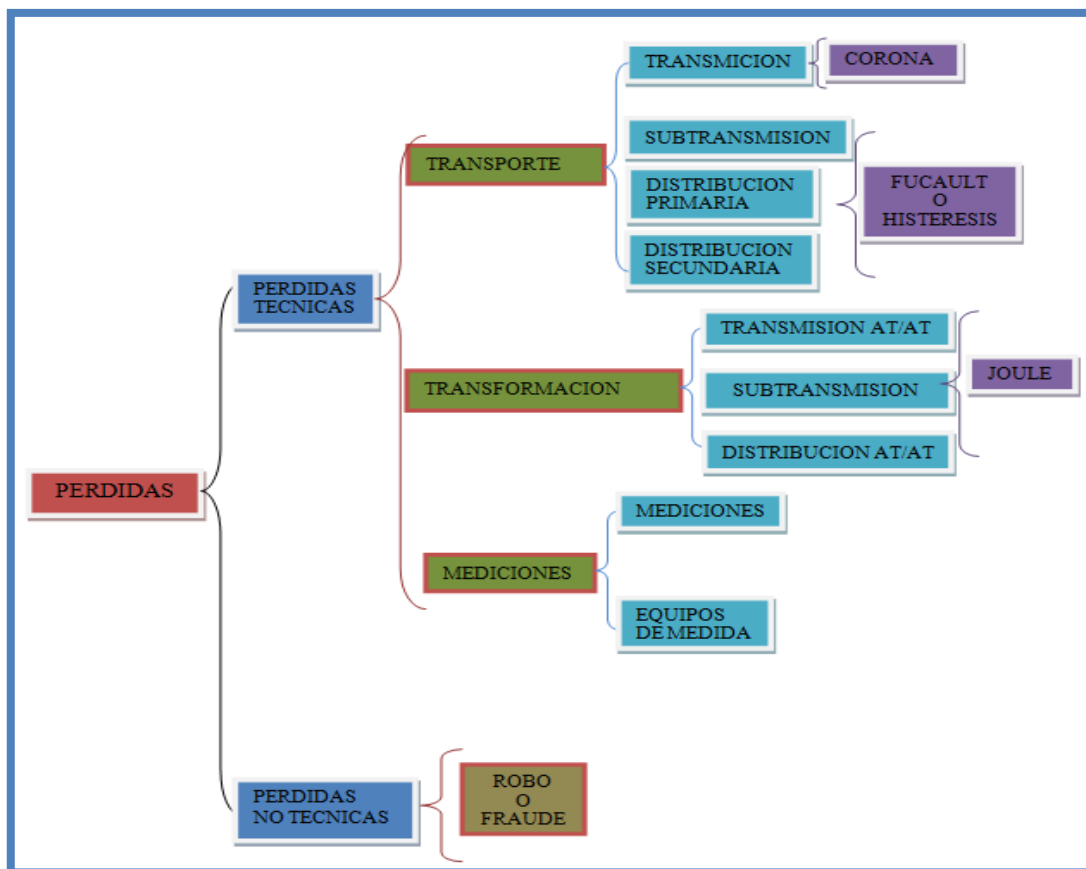 TRANSMICION
CORONA
SUBTRANSMISION
TRANSPORTE
DISTRIBUCION
PRIMARIA
FUCAULT
O
HISTERESIS
DISTRIBUCION
SECUNDARIA
PERDIDAS
TECNICAS
TRANSMISION AT/AT
TRANSFORMACION
SUBTRANSMISION
JOULE
DISTRIBUCION AT/AT
PERDIDAS
MEDICIONES
MEDICIONES
EQUIPOS
DE MEDIDA
PERDIDAS
NO TECNICAS
ROBO
O
FRAUDE